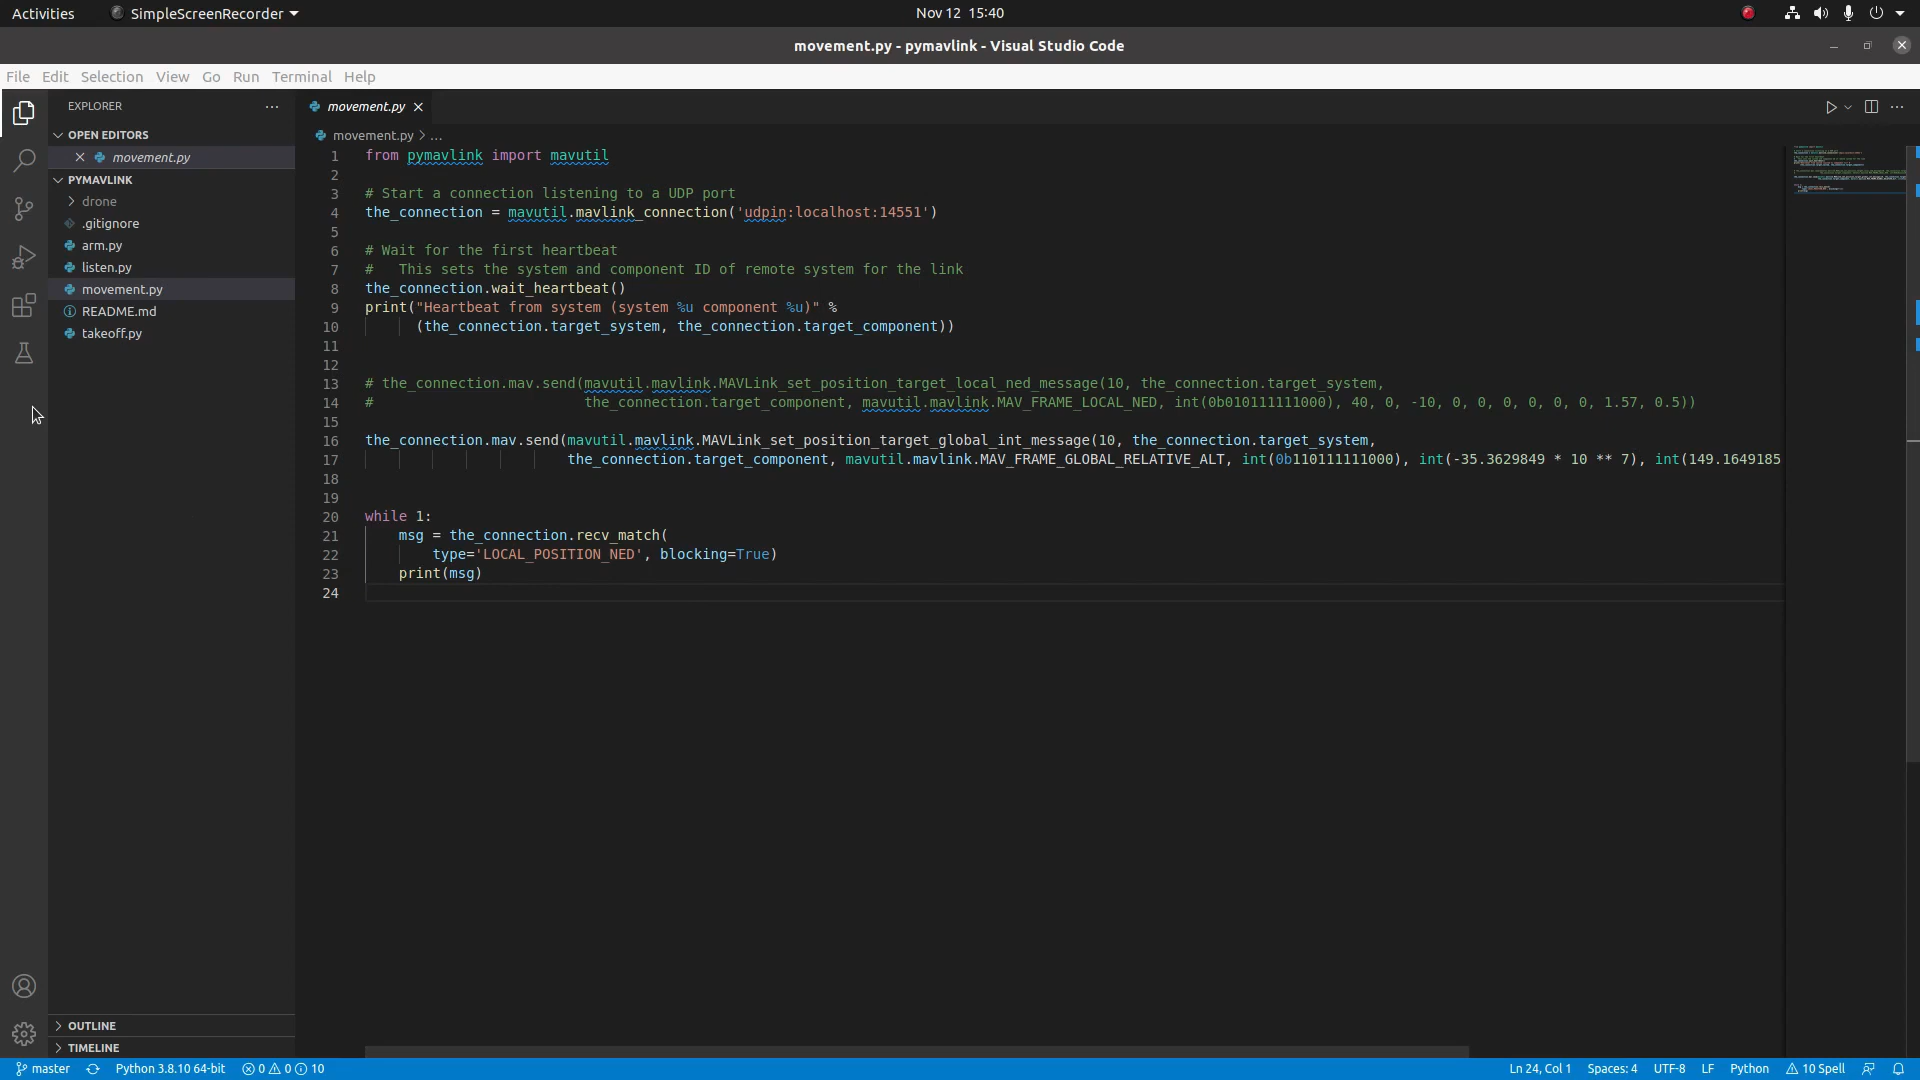 Activities SimpleScreenRecorder Nov 12 15:40
movement.py - pymavlink - Visual Studio Code
File Edit Selection View Go Run Terminal Help
EXPLORER
OPEN EDITORS
movement.py
PYMAVLINK
drone
.gitignore
arm.py
listen.py
movement.py
README.md
takeoff.py
OUTLINE
TIMELINE
movement.py
movement.py > ...
1 from pymavlink import mavutil
2
3 # Start a connection listening to a UDP port
4 the_connection = mavutil.mavlink_connection('udpin:localhost:14551')
5
6 # Wait for the first heartbeat
7 #   This sets the system and component ID of remote system for the link
8 the_connection.wait_heartbeat()
9 print("Heartbeat from system (system %u component %u)" %
10       (the_connection.target_system, the_connection.target_component))
11
12
13 # the_connection.mav.send(mavutil.mavlink.MAVLink_set_position_target_local_ned_message(10, the_connection.target_system,
14 #                         the_connection.target_component, mavutil.mavlink.MAV_FRAME_LOCAL_NED, int(0b010111111000), 40, 0, -10, 0, 0, 0, 0, 0, 0, 1.57, 0.5))
15
16 the_connection.mav.send(mavutil.mavlink.MAVLink_set_position_target_global_int_message(10, the_connection.target_system,
17                         the_connection.target_component, mavutil.mavlink.MAV_FRAME_GLOBAL_RELATIVE_ALT, int(0b110111111000), int(-35.3629849 * 10 ** 7), int(149.1649185
18
19
20 while 1:
21     msg = the_connection.recv_match(
22         type='LOCAL_POSITION_NED', blocking=True)
23     print(msg)
24
master Python 3.8.10 64-bit 0 0 10 Ln 24, Col 1 Spaces: 4 UTF-8 LF Python 10 Spell